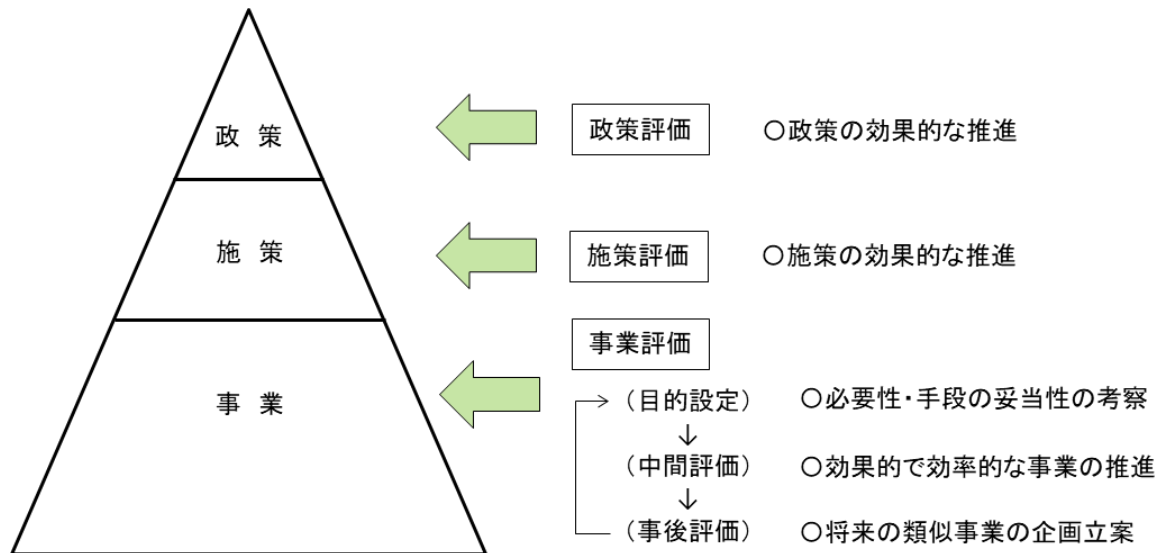 政 策
政策評価
○政策の効果的な推進
施 策
施策評価
○施策の効果的な推進
事業評価
事 業
(目的設定)
○必要性・手段の妥当性の考察
(中間評価)
○効果的で効率的な事業の推進
(事後評価)
○将来の類似事業の企画立案